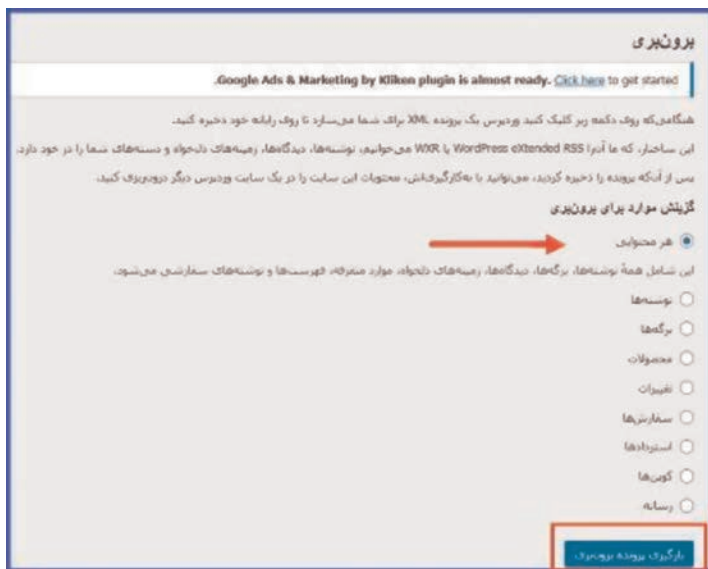 برون‌بری
Google Ads & Marketing by Kliken plugin is almost ready. Click here to get started.
هنگامی‌که روی دکمه زیر کلیک کنید وردپرس یک پرونده XML برای شما می‌سازد تا روی رایانه خود ذخیره کنید.
این ساختار، که ما آنرا WordPress eXtended RSS یا WXR می‌خوانیم، نوشته‌ها، دیدگاه‌ها، زمینه‌های دلخواه و دسته‌های شما را در خود دارد.
پس از آنکه پرونده را ذخیره کردید، می‌توانید با به‌کارگیری‌اش، محتویات این سایت را در یک سایت وردپرس دیگر درون‌ریزی کنید.
گزینش موارد برای برون‌بری
هر محتوایی
این شامل همهٔ نوشته‌ها، برگه‌ها، دیدگاه‌ها، زمینه‌های دلخواه، موارد متفرقه، فهرست‌ها و نوشته‌های سفارشی می‌شود.
نوشته‌ها
برگه‌ها
محصولات
تغییرات
سفارش‌ها
استردادها
کوپن‌ها
رسانه
بارگیری پرونده برون‌بری